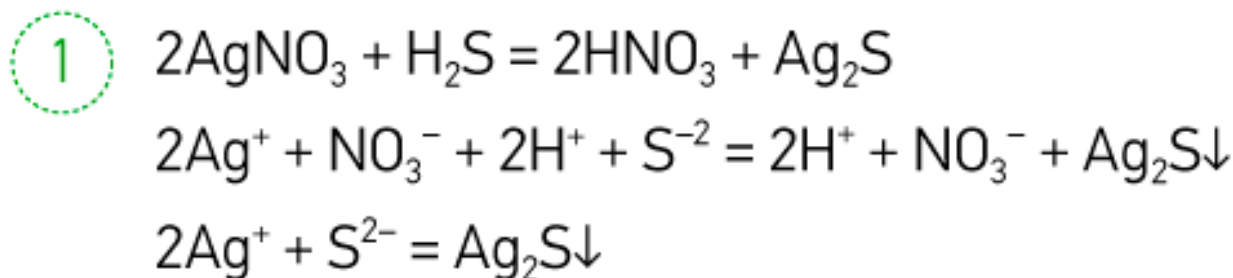 1
2AgNO₃ + H₂S = 2HNO₃ + Ag₂S
2Ag⁺ + NO₃⁻ + 2H⁺ + S⁻² = 2H⁺ + NO₃⁻ + Ag₂S↓
2Ag⁺ + S²⁻ = Ag₂S↓